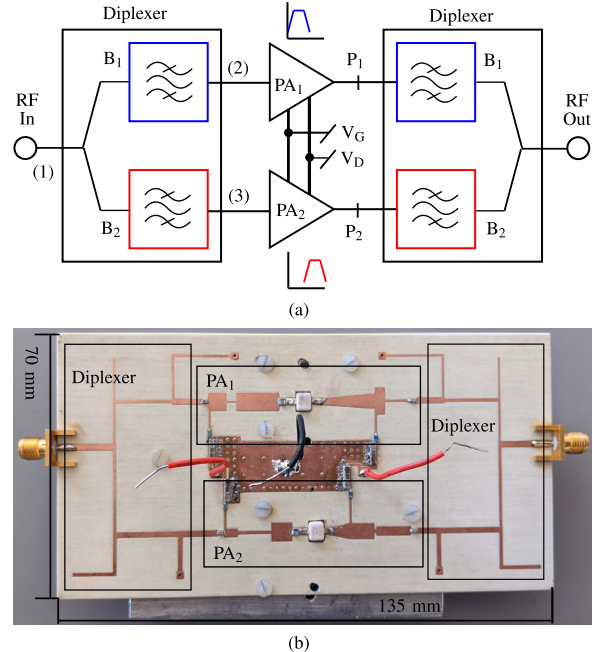 Diplexer
Diplexer
B1
(2)
PA1
P1
B1
RF
In
(1)
VG
VD
RF
Out
B2
(3)
PA2
P2
B2
(a)
70 mm
Diplexer
PA1
Diplexer
PA2
135 mm
(b)